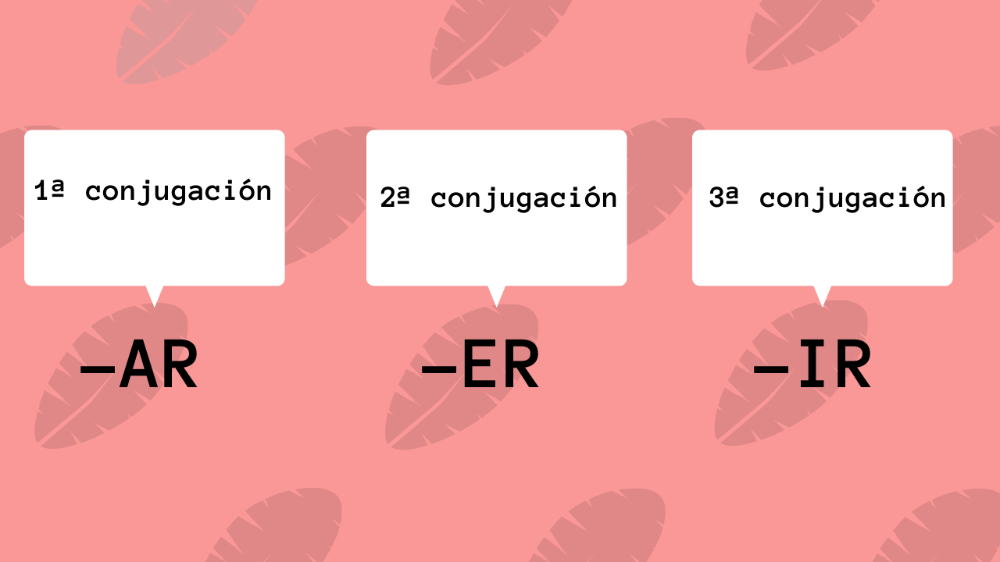 1ª conjugación
2ª conjugación
3ª conjugación
–AR
–ER
–IR